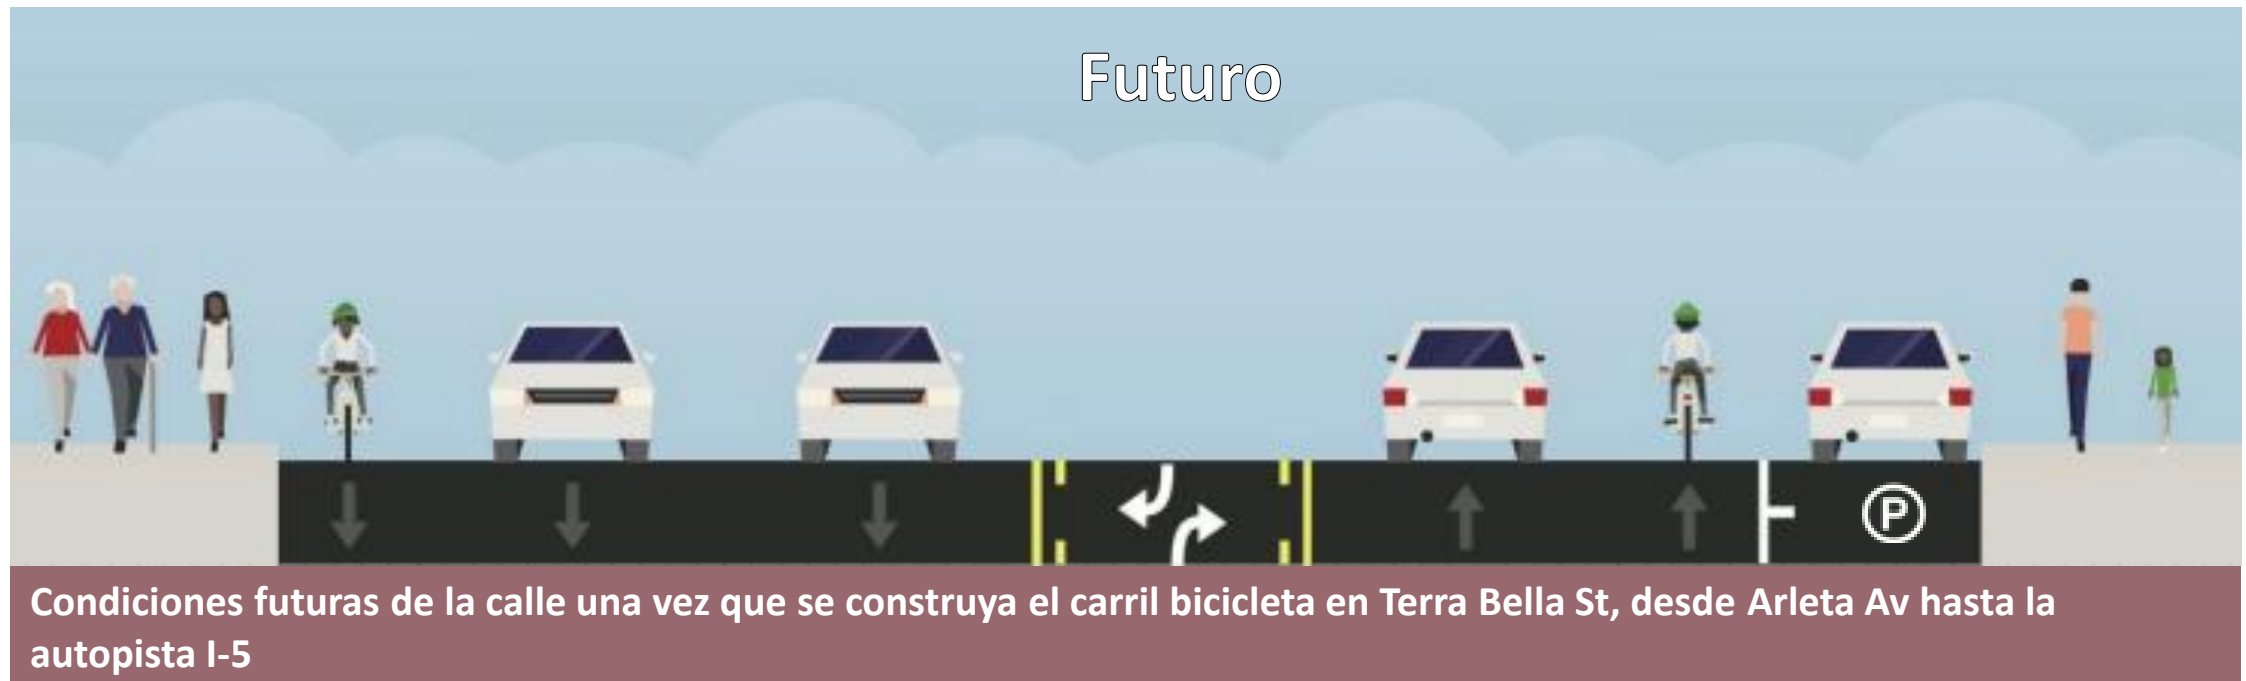 Futuro
P
Condiciones futuras de la calle una vez que se construya el carril bicicleta en Terra Bella St, desde Arleta Av hasta la
autopista I-5